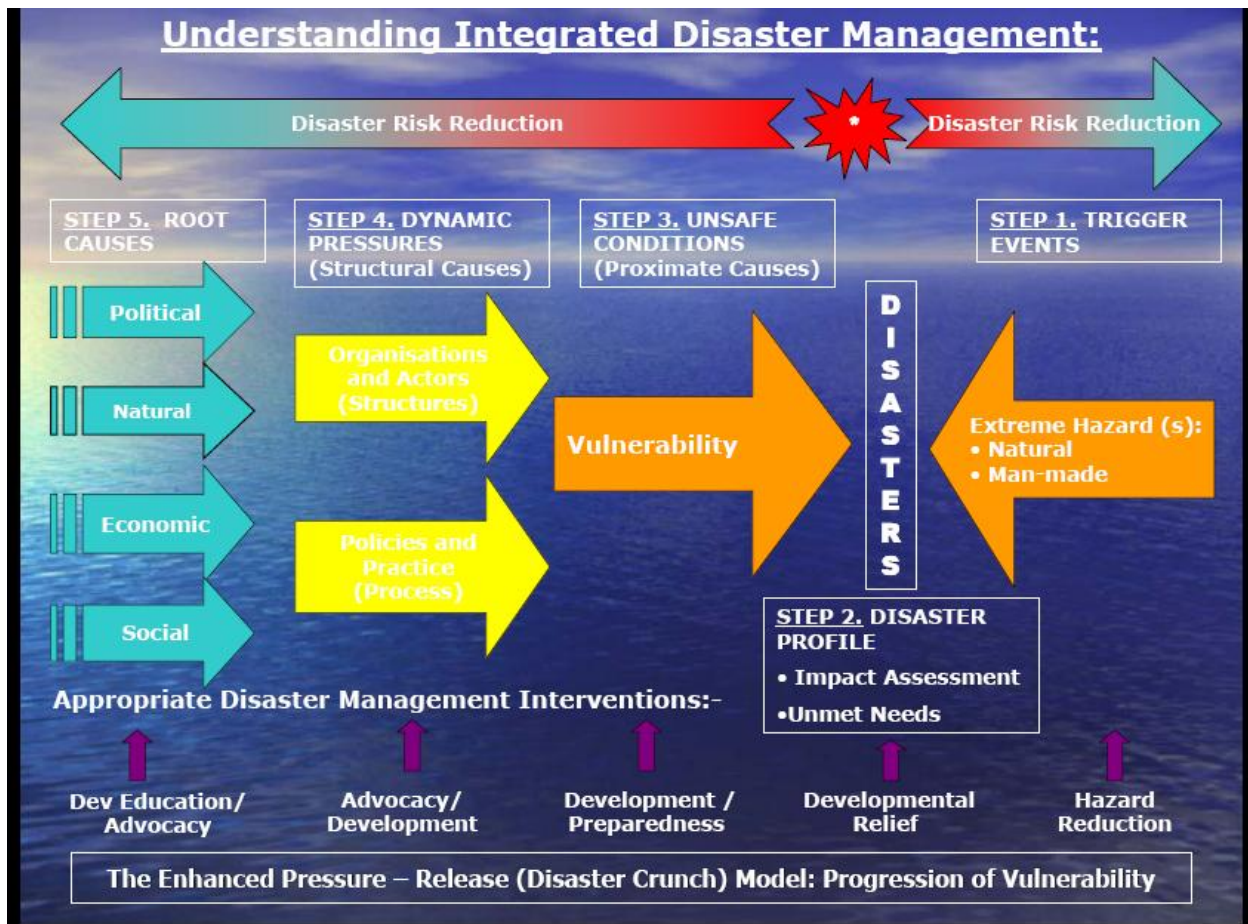 Understanding Integrated Disaster Management:
Disaster Risk Reduction
*
Disaster Risk Reduction
STEP 5. ROOT
CAUSES
STEP 4. DYNAMIC
PRESSURES
(Structural Causes)
STEP 3. UNSAFE
CONDITIONS
(Proximate Causes)
STEP 1. TRIGGER
EVENTS
Political
Natural
Economic
Social
Organisations
and Actors
(Structures)
Policies and
Practice
(Process)
Vulnerability
D
I
S
A
S
T
E
R
S
Extreme Hazard (s):
• Natural
• Man-made
STEP 2. DISASTER
PROFILE
• Impact Assessment
•Unmet Needs
Appropriate Disaster Management Interventions:-
Dev Education/
Advocacy
Advocacy/
Development
Development /
Preparedness
Developmental
Relief
Hazard
Reduction
The Enhanced Pressure – Release (Disaster Crunch) Model: Progression of Vulnerability